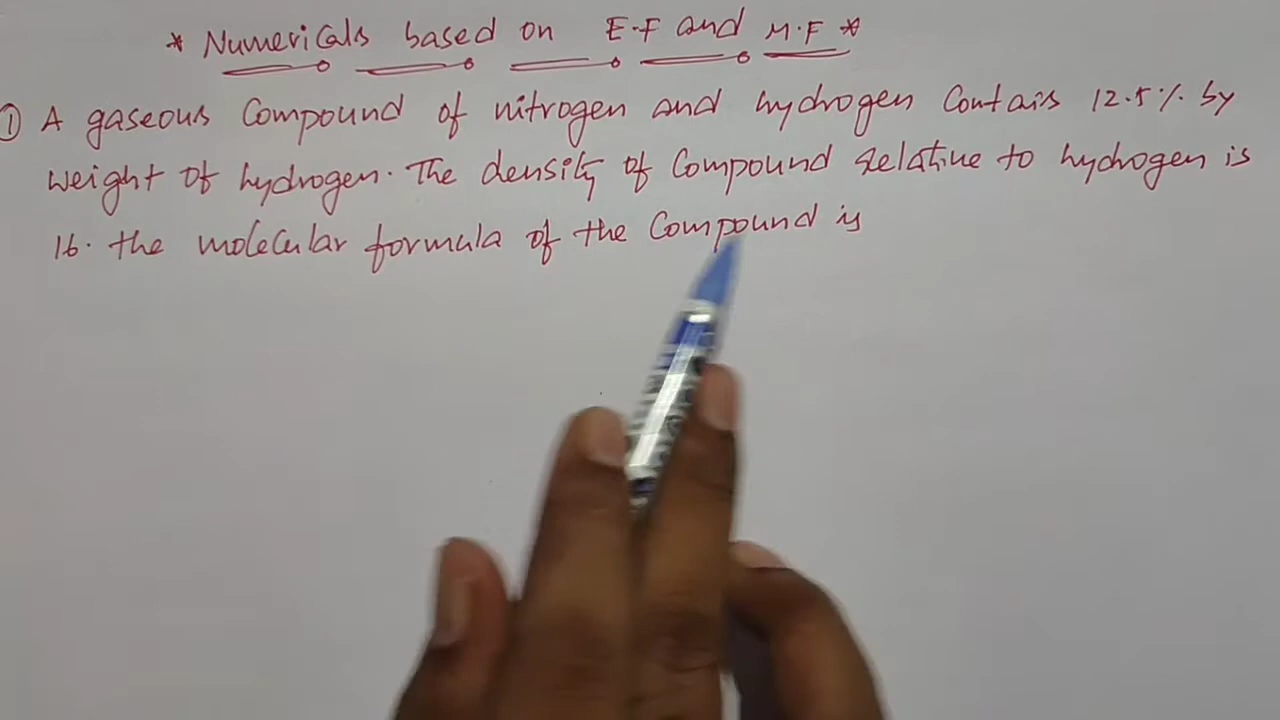 * Numericals based on E.F and M.F *
① A gaseous Compound of nitrogen and hydrogen Contais 12.5% by
weight of hydrogen. The density of Compound relative to hydrogen is
16. the molecular formula of the Compound is